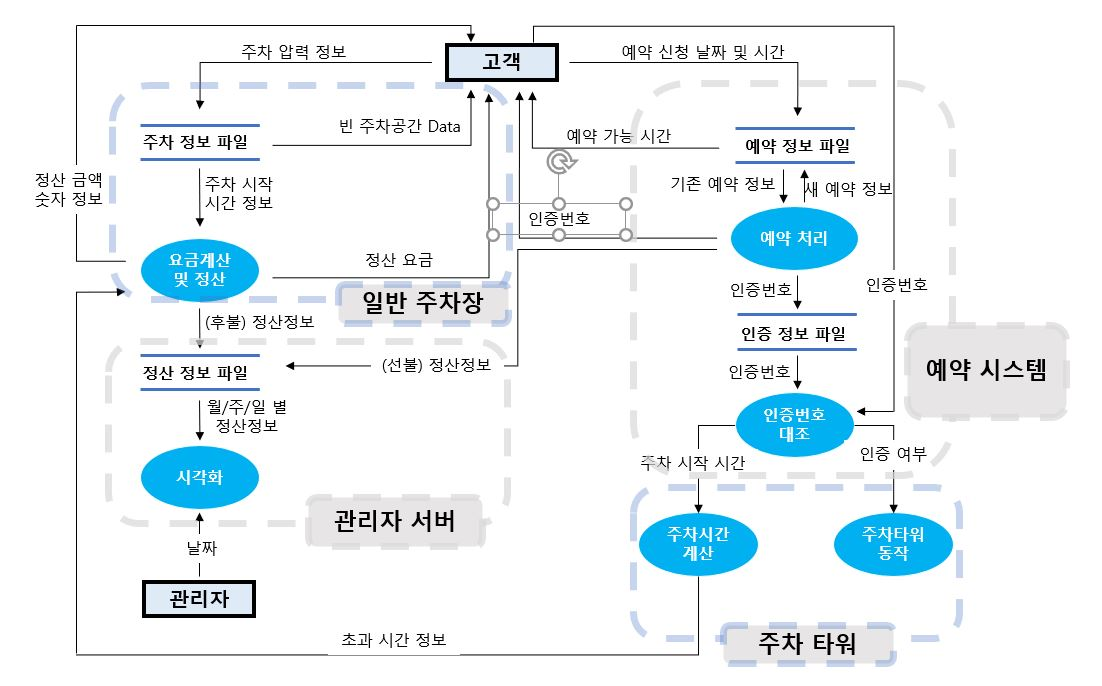 주차 압력 정보
고객
예약 신청 날짜 및 시간
주차 정보 파일
빈 주차공간 Data
예약 가능 시간
예약 정보 파일
정산 금액
숫자 정보
주차 시작
시간 정보
기존 예약 정보
새 예약 정보
인증번호
예약 처리
요금계산
및 정산
정산 요금
인증번호
인증번호
일반 주차장
(후불) 정산정보
인증 정보 파일
정산 정보 파일
(선불) 정산정보
인증번호
예약 시스템
월/주/일 별
정산정보
인증번호
대조
주차 시작 시간
인증 여부
시각화
관리자 서버
주차시간
계산
주차타워
동작
날짜
관리자
초과 시간 정보
주차 타워